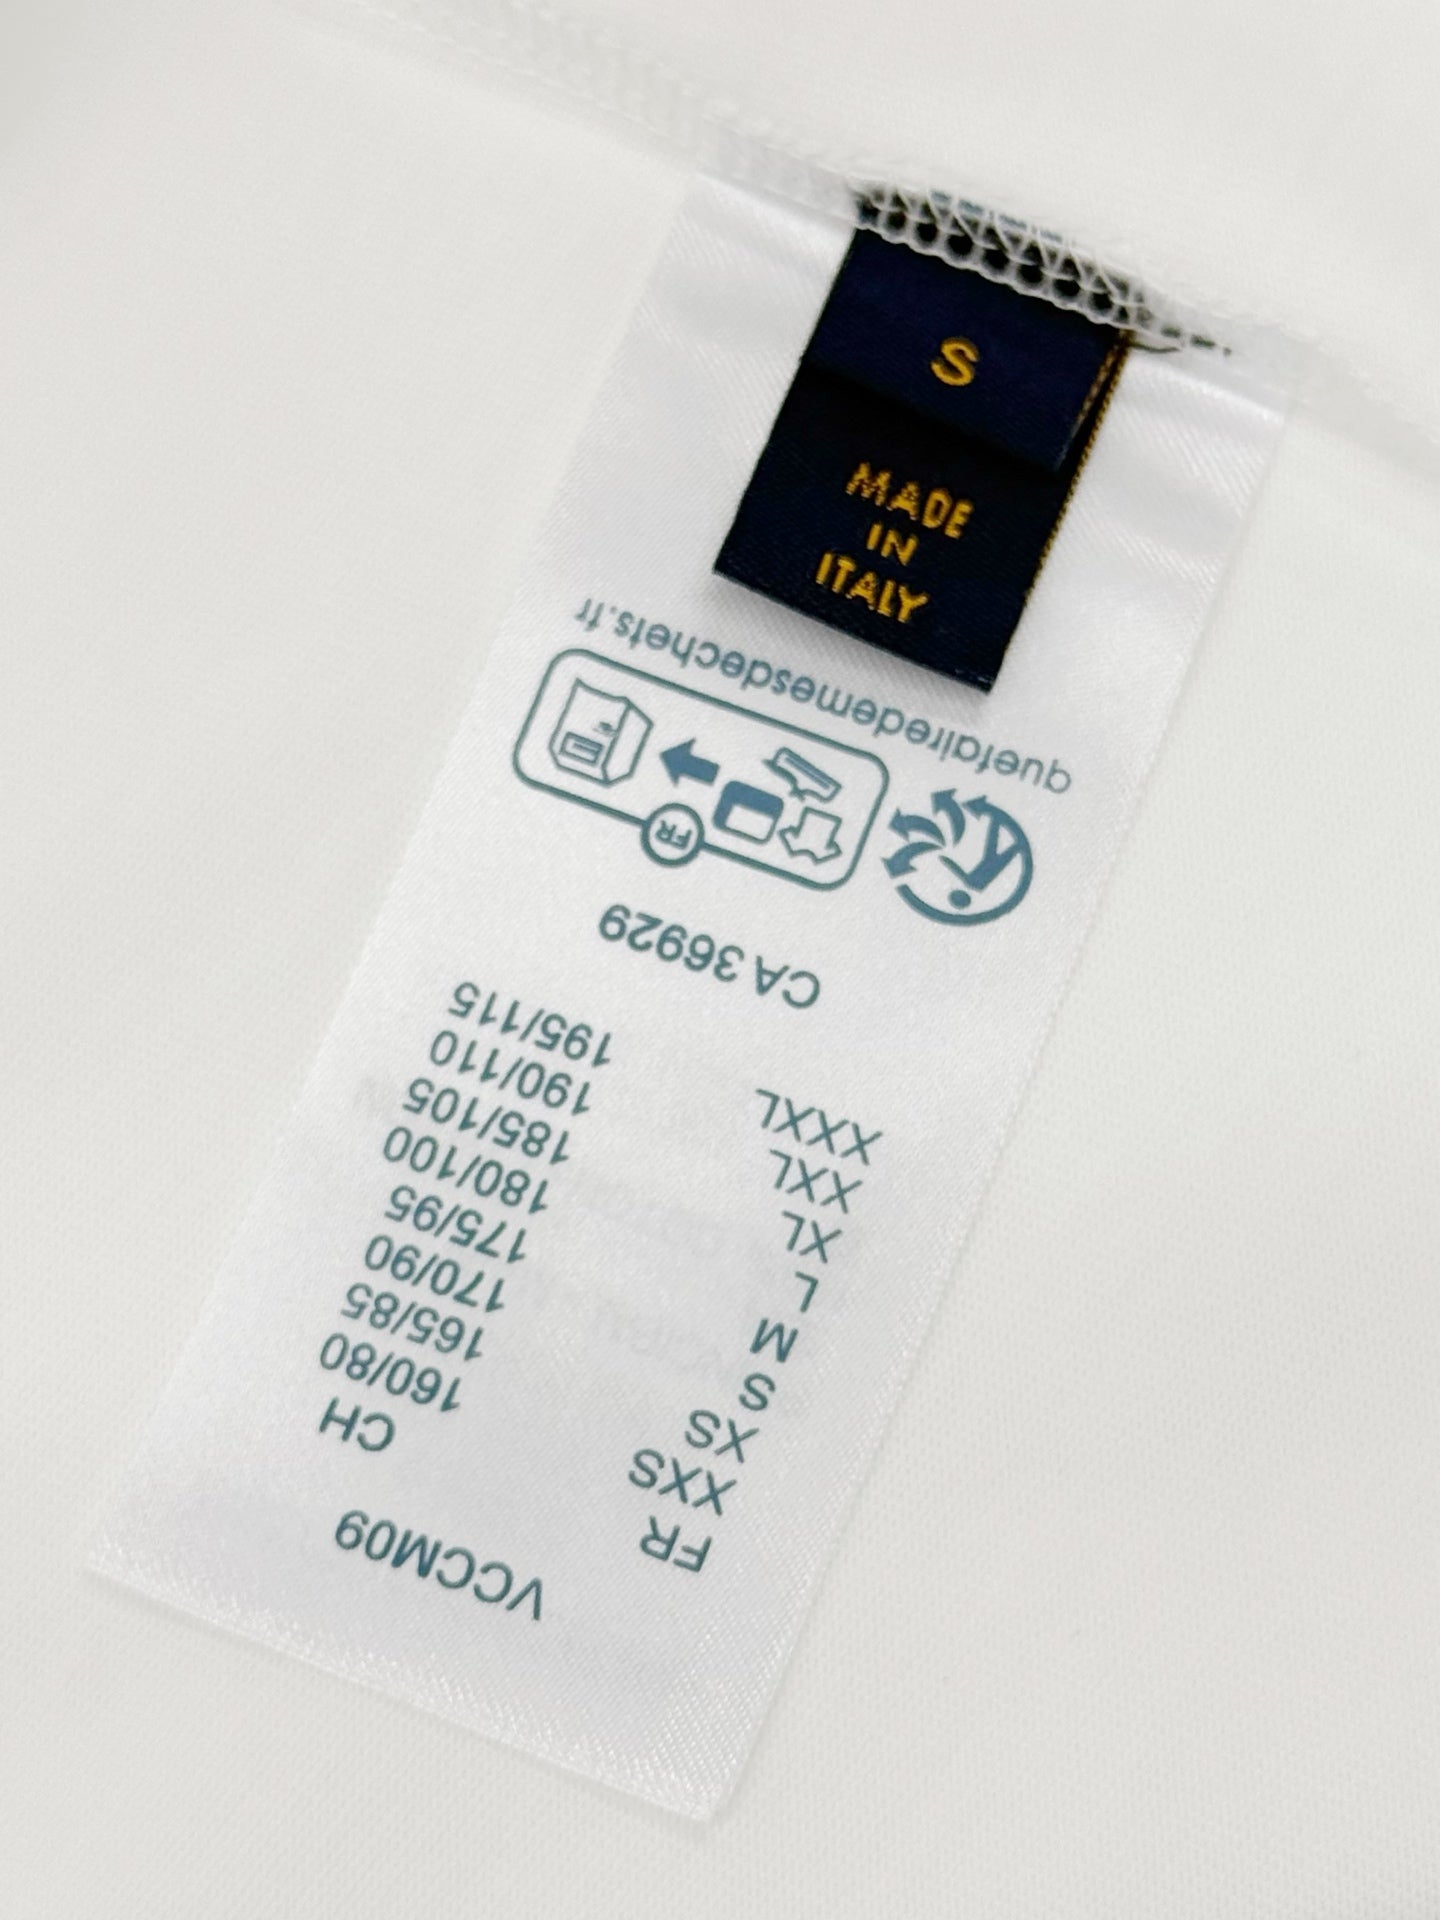 S
MADE
IN
ITALY
VCCM09
FR CH
XXS 160/80
XS 165/85
S 170/90
M 175/95
L 180/100
XL 185/105
XXL 190/110
XXXL 195/115
CA 36929
FR
quefairedemesdechets.fr